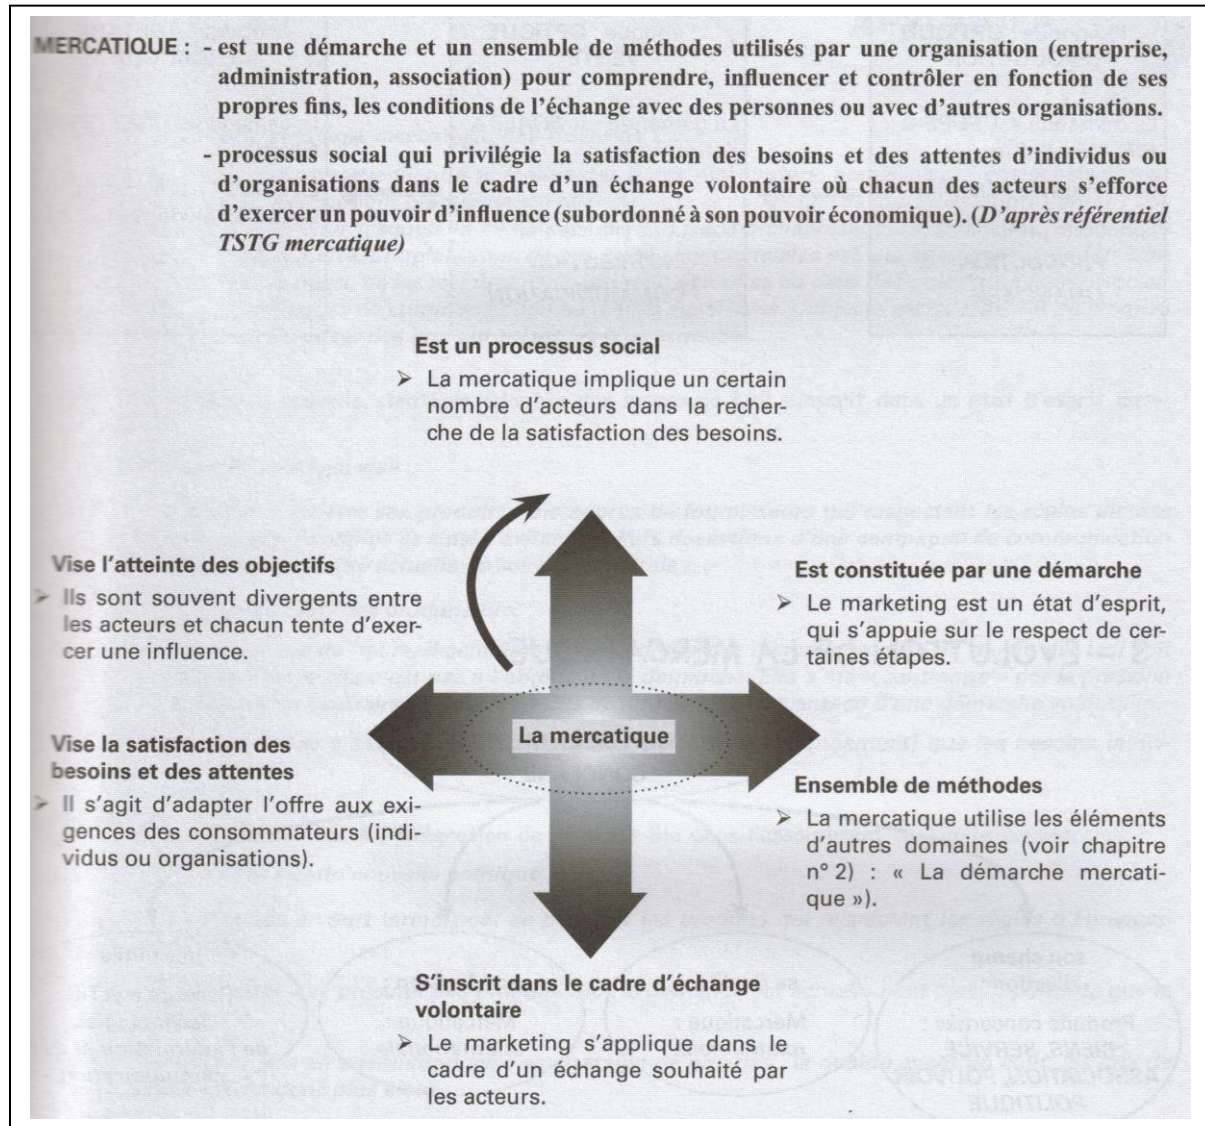 MERCATIQUE : - est une démarche et un ensemble de méthodes utilisés par une organisation (entreprise,
administration, association) pour comprendre, influencer et contrôler en fonction de ses
propres fins, les conditions de l'échange avec des personnes ou avec d'autres organisations.
- processus social qui privilégie la satisfaction des besoins et des attentes d'individus ou
d'organisations dans le cadre d'un échange volontaire où chacun des acteurs s'efforce
d'exercer un pouvoir d'influence (subordonné à son pouvoir économique). (D'après référentiel
TSTG mercatique)
Est un processus social
➤ La mercatique implique un certain
nombre d'acteurs dans la recher-
che de la satisfaction des besoins.
Vise l'atteinte des objectifs
➤ Ils sont souvent divergents entre
les acteurs et chacun tente d'exer-
cer une influence.
Est constituée par une démarche
➤ Le marketing est un état d'esprit,
qui s'appuie sur le respect de cer-
taines étapes.
La mercatique
Vise la satisfaction des
besoins et des attentes
➤ Il s'agit d'adapter l'offre aux exi-
gences des consommateurs (indi-
vidus ou organisations).
Ensemble de méthodes
➤ La mercatique utilise les éléments
d'autres domaines (voir chapitre
n° 2) : « La démarche mercati-
que »).
S'inscrit dans le cadre d'échange
volontaire
➤ Le marketing s'applique dans le
cadre d'un échange souhaité par
les acteurs.